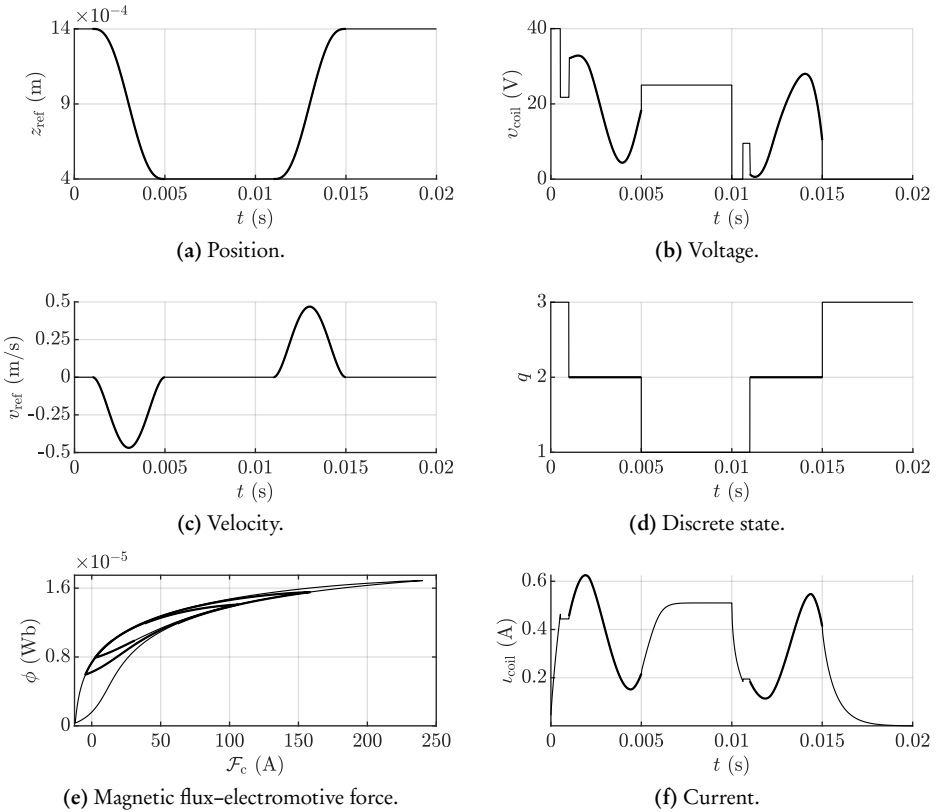 ×10⁻⁴
14
9
4
z_ref (m)
0 0.005 0.01 0.015 0.02
t (s)
(a) Position.
40
20
0
v_coil (V)
0 0.005 0.01 0.015 0.02
t (s)
(b) Voltage.
0.5
0.25
0
-0.25
-0.5
v_ref (m/s)
0 0.005 0.01 0.015 0.02
t (s)
(c) Velocity.
3
2
1
q
0 0.005 0.01 0.015 0.02
t (s)
(d) Discrete state.
×10⁻⁵
1.6
0.8
0
ϕ (Wb)
0 50 100 150 200 250
ℱ_c (A)
(e) Magnetic flux–electromotive force.
0.6
0.4
0.2
ι_coil (A)
0 0.005 0.01 0.015 0.02
t (s)
(f) Current.